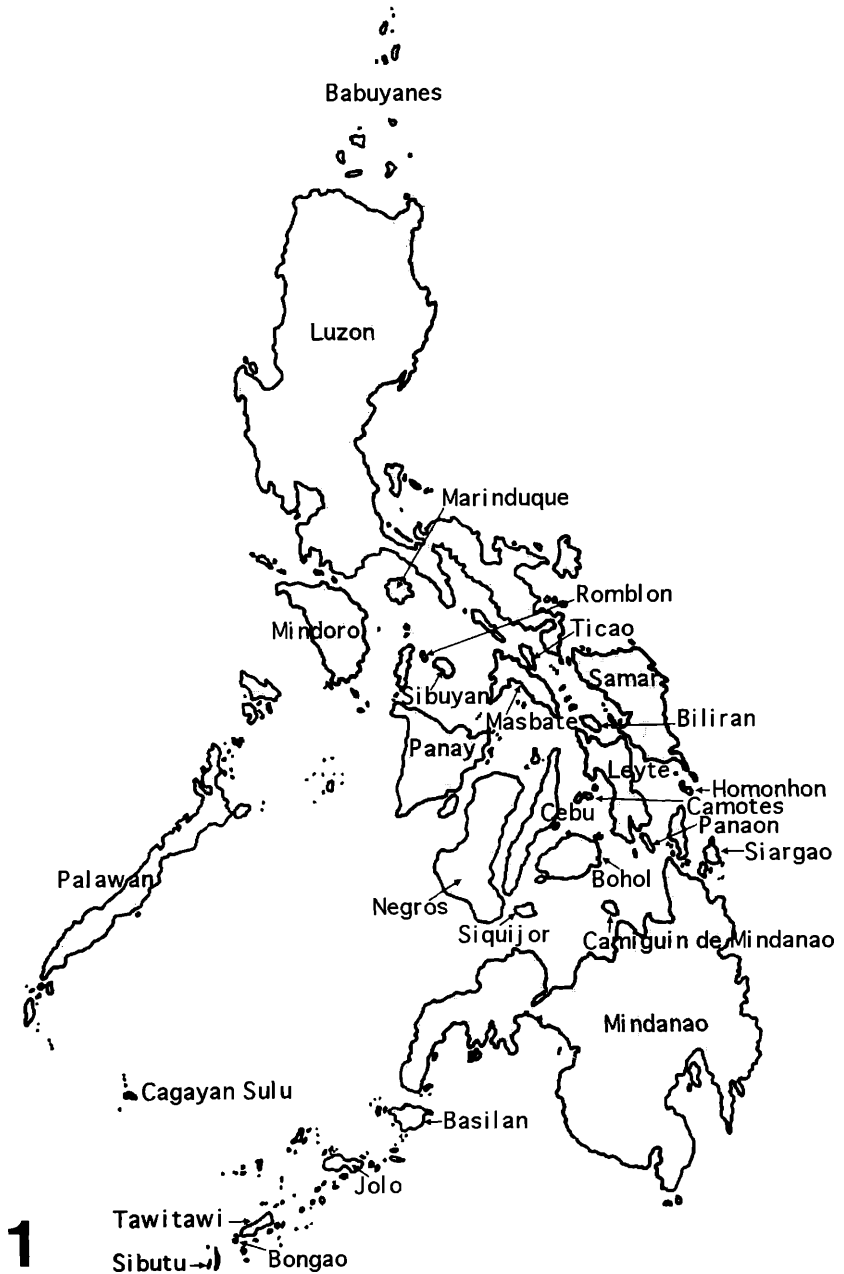 Babuyanes
Luzon
Marinduque
Romblon
Mindoro
Ticao
Samar
Sibuyan
Masbate
Biliran
Panay
Leyte
Homonhon
Camotes
Cebu
Panaon
Siargao
Palawan
Bohol
Negros
Siquijor
Camiguin de Mindanao
Mindanao
Cagayan Sulu
Basilan
Jolo
Tawitawi
1
Bongao
Sibutu